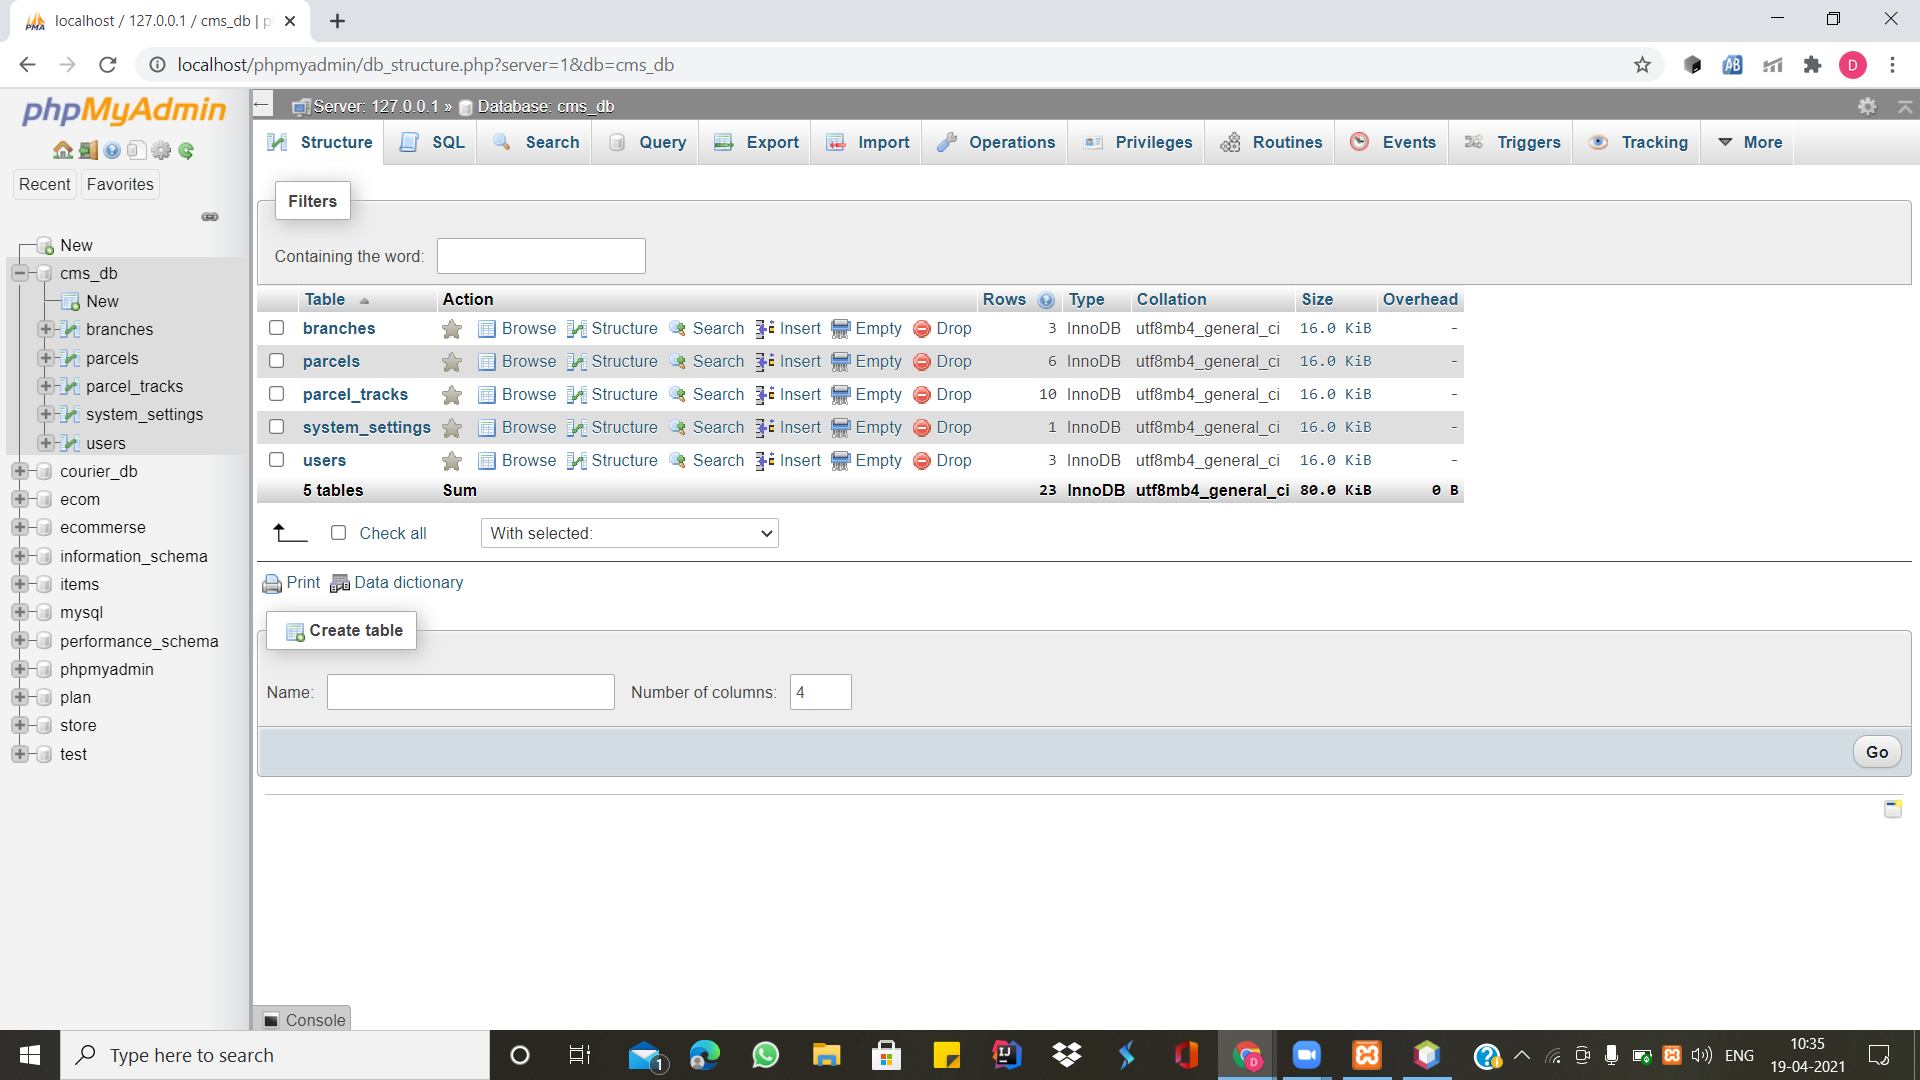 localhost / 127.0.0.1 / cms_db | p
localhost/phpmyadmin/db_structure.php?server=1&db=cms_db
AB
D
phpMyAdmin
Recent Favorites
New
cms_db
New
branches
parcels
parcel_tracks
system_settings
users
courier_db
ecom
ecommerse
information_schema
items
mysql
performance_schema
phpmyadmin
plan
store
test
Server: 127.0.0.1 » Database: cms_db
Structure SQL Search Query Export Import Operations Privileges Routines Events Triggers Tracking More
Filters
Containing the word:
Table Action Rows Type Collation Size Overhead
branches Browse Structure Search Insert Empty Drop 3 InnoDB utf8mb4_general_ci 16.0 KiB -
parcels Browse Structure Search Insert Empty Drop 6 InnoDB utf8mb4_general_ci 16.0 KiB -
parcel_tracks Browse Structure Search Insert Empty Drop 10 InnoDB utf8mb4_general_ci 16.0 KiB -
system_settings Browse Structure Search Insert Empty Drop 1 InnoDB utf8mb4_general_ci 16.0 KiB -
users Browse Structure Search Insert Empty Drop 3 InnoDB utf8mb4_general_ci 16.0 KiB -
5 tables Sum 23 InnoDB utf8mb4_general_ci 80.0 KiB 0 B
Check all With selected:
Print Data dictionary
Create table
Name: Number of columns: 4
Go
Console
Type here to search
1
ENG
10:35
19-04-2021